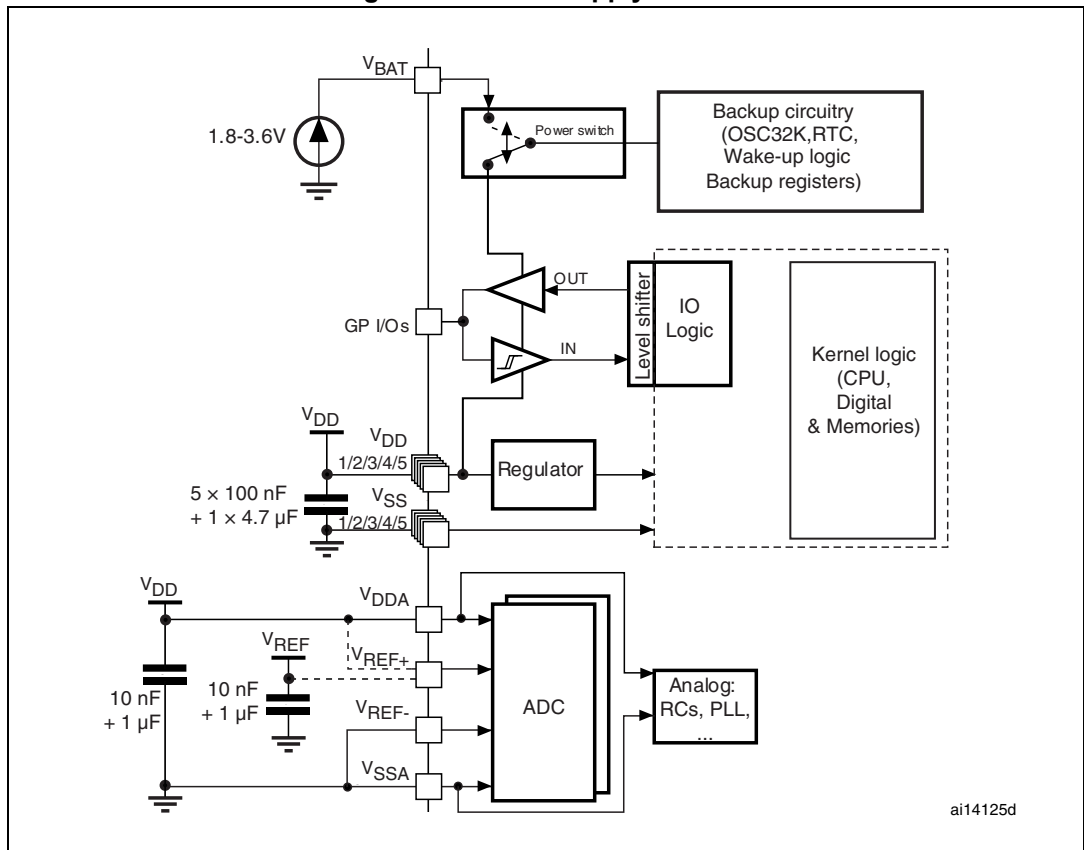 VBAT
1.8-3.6V
Power switch
Backup circuitry
(OSC32K,RTC,
Wake-up logic
Backup registers)
OUT
GP I/Os
IN
Level shifter
IO
Logic
Kernel logic
(CPU,
Digital
& Memories)
VDD
VDD
1/2/3/4/5
Regulator
5 × 100 nF
+ 1 × 4.7 µF
VSS
1/2/3/4/5
VDD
VDDA
VREF
VREF+
10 nF
+ 1 µF
10 nF
+ 1 µF
VREF-
VSSA
ADC
Analog:
RCs, PLL,
...
ai14125d